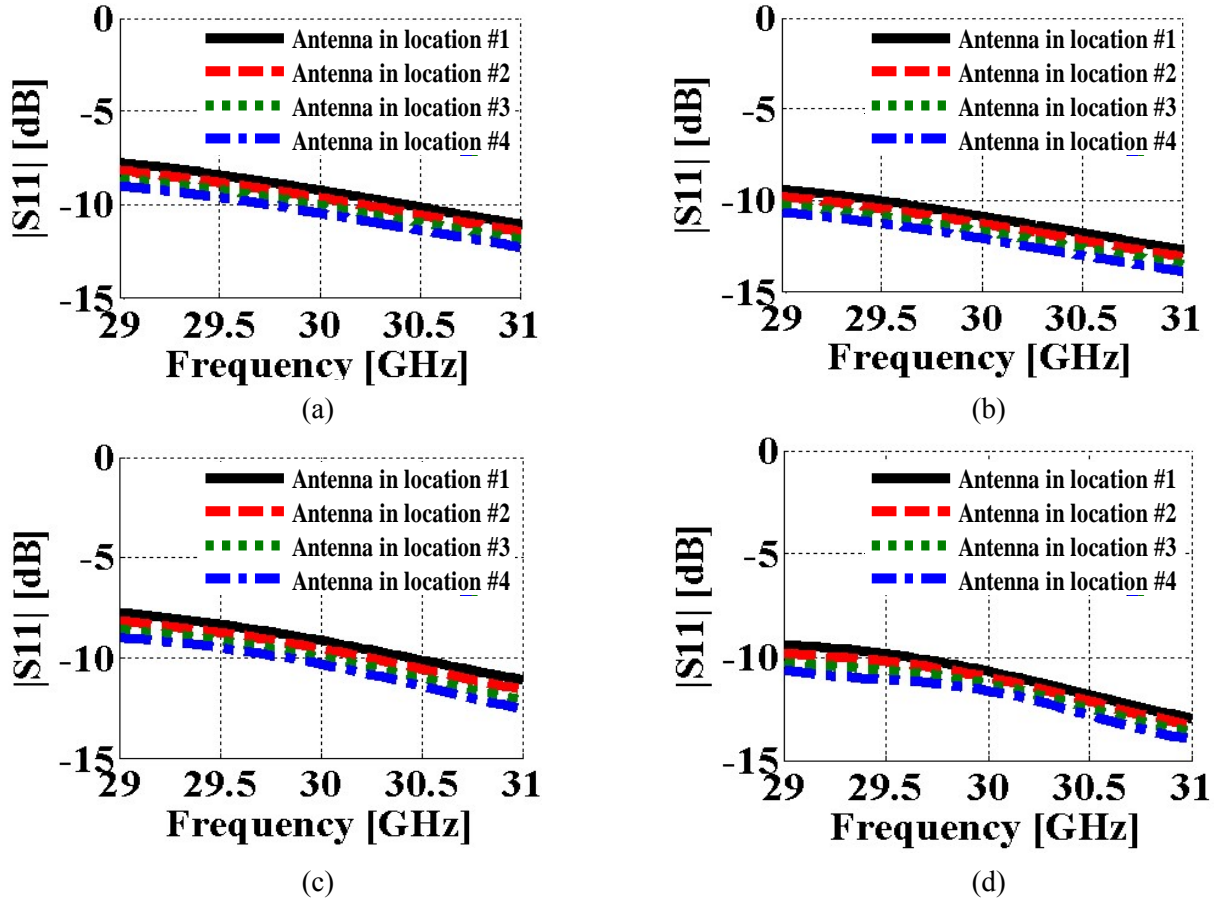 0
-5
-10
-15
|S11| [dB]
Antenna in location #1
Antenna in location #2
Antenna in location #3
Antenna in location #4
29
29.5
30
30.5
31
Frequency [GHz]
(a)
0
-5
-10
-15
|S11| [dB]
Antenna in location #1
Antenna in location #2
Antenna in location #3
Antenna in location #4
29
29.5
30
30.5
31
Frequency [GHz]
(b)
0
-5
-10
-15
|S11| [dB]
Antenna in location #1
Antenna in location #2
Antenna in location #3
Antenna in location #4
29
29.5
30
30.5
31
Frequency [GHz]
(c)
0
-5
-10
-15
|S11| [dB]
Antenna in location #1
Antenna in location #2
Antenna in location #3
Antenna in location #4
29
29.5
30
30.5
31
Frequency [GHz]
(d)